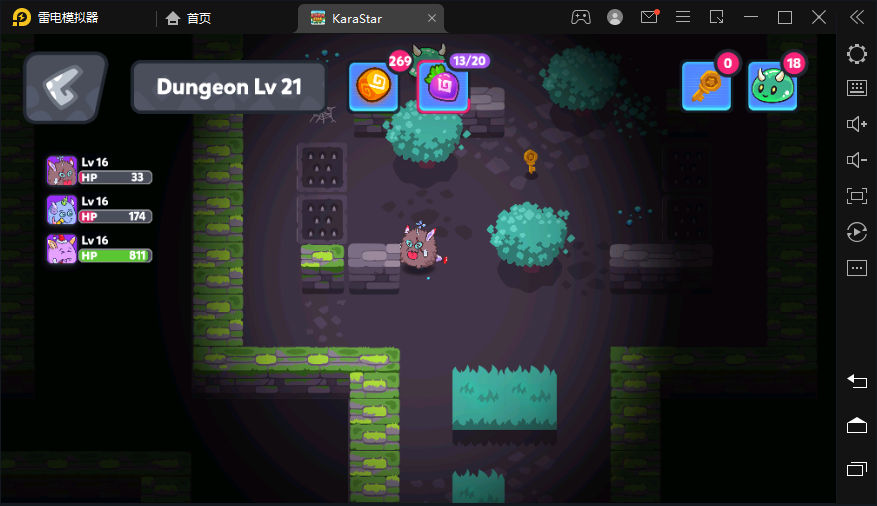 雷电模拟器
首页
KaraStar
Dungeon Lv 21
269
13/20
0
18
Lv 16
HP 33
Lv 16
HP 174
Lv 16
HP 811